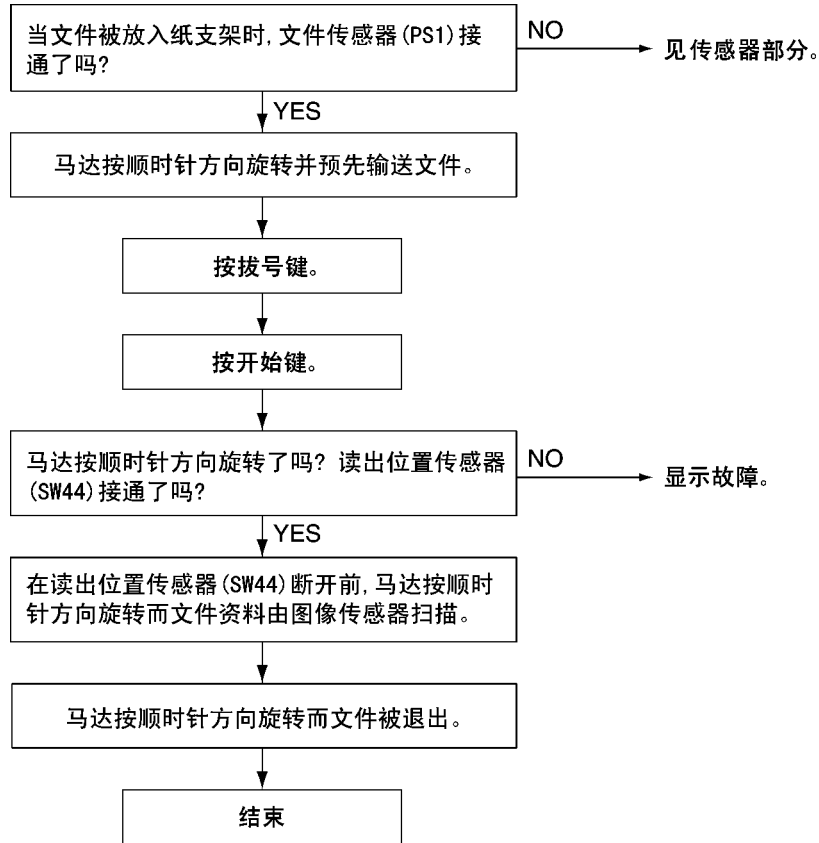 当文件被放入纸支架时,文件传感器(PS1)接
通了吗?
NO
见传感器部分。
YES
马达按顺时针方向旋转并预先输送文件。
按拔号键。
按开始键。
马达按顺时针方向旋转了吗? 读出位置传感器
(SW44)接通了吗?
NO
显示故障。
YES
在读出位置传感器(SW44)断开前,马达按顺时
针方向旋转而文件资料由图像传感器扫描。
马达按顺时针方向旋转而文件被退出。
结束